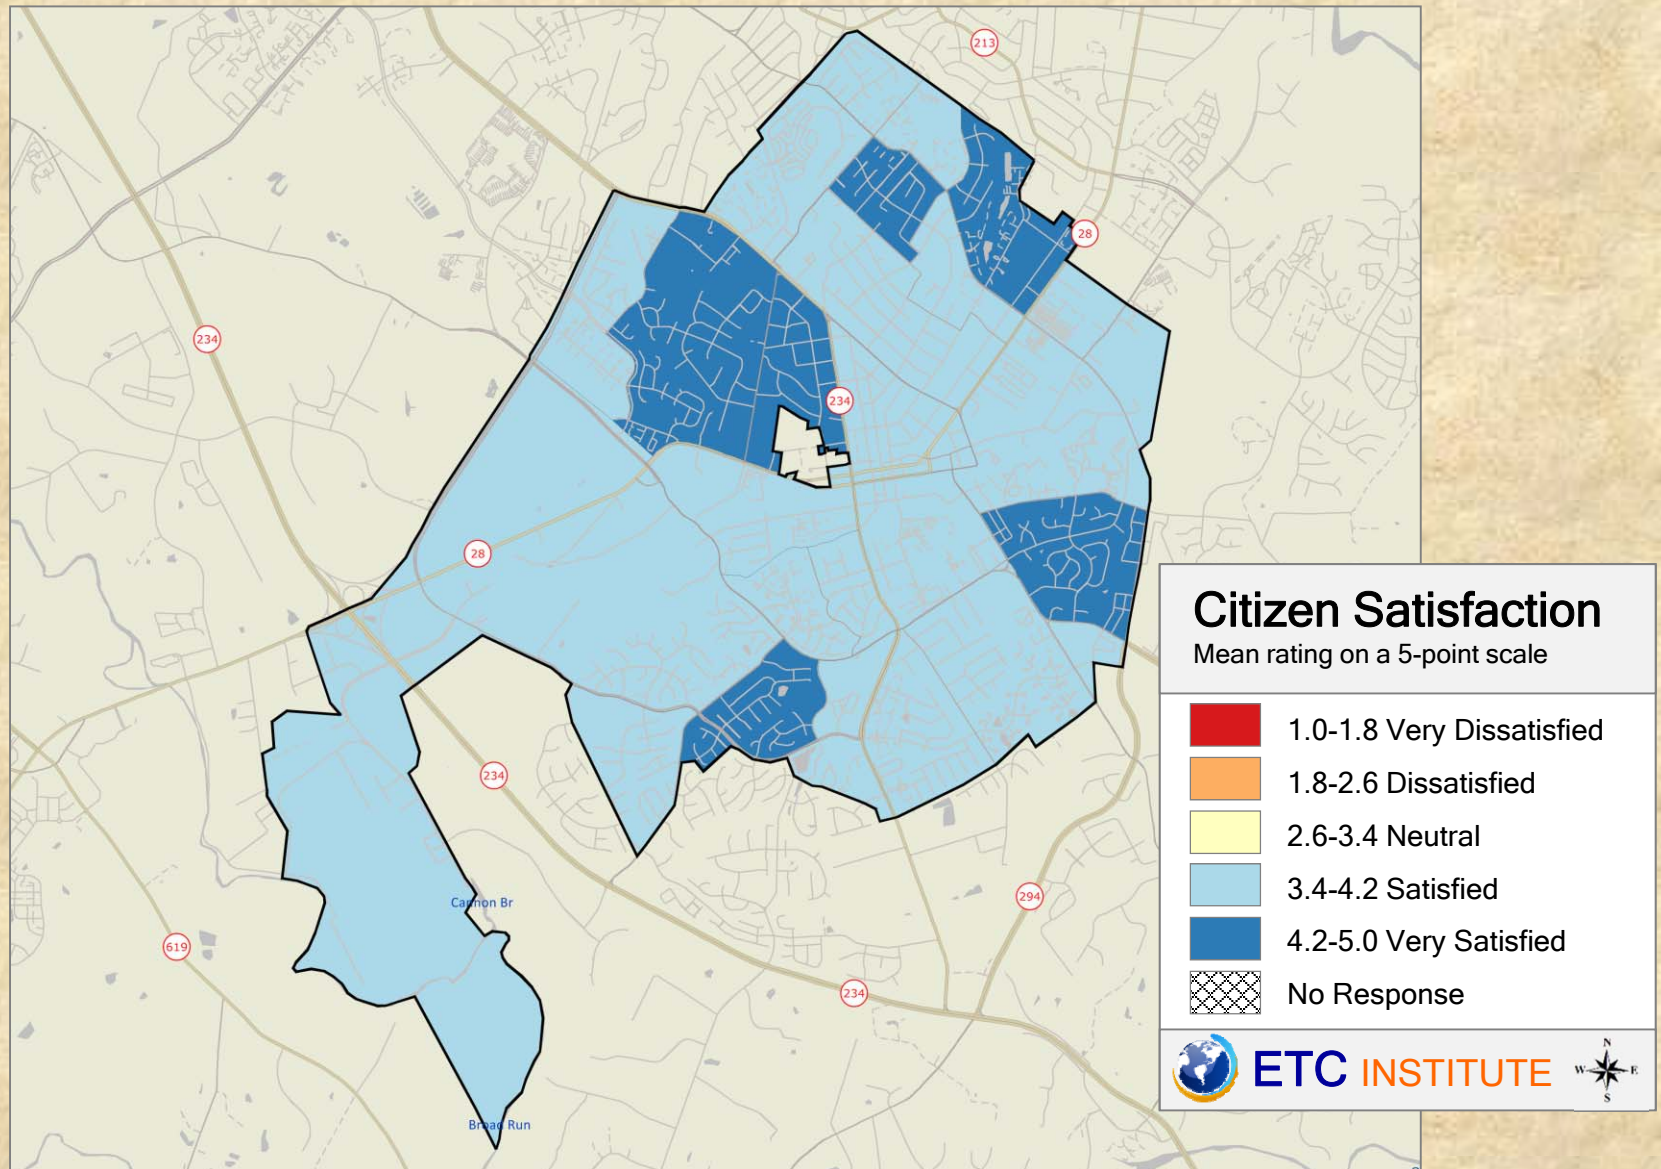 213
28
234
234
28
Citizen Satisfaction
Mean rating on a 5-point scale
1.0-1.8 Very Dissatisfied
1.8-2.6 Dissatisfied
2.6-3.4 Neutral
3.4-4.2 Satisfied
4.2-5.0 Very Satisfied
No Response
234
294
Cannon Br
619
234
Broad Run
ETC INSTITUTE
N
W E
S